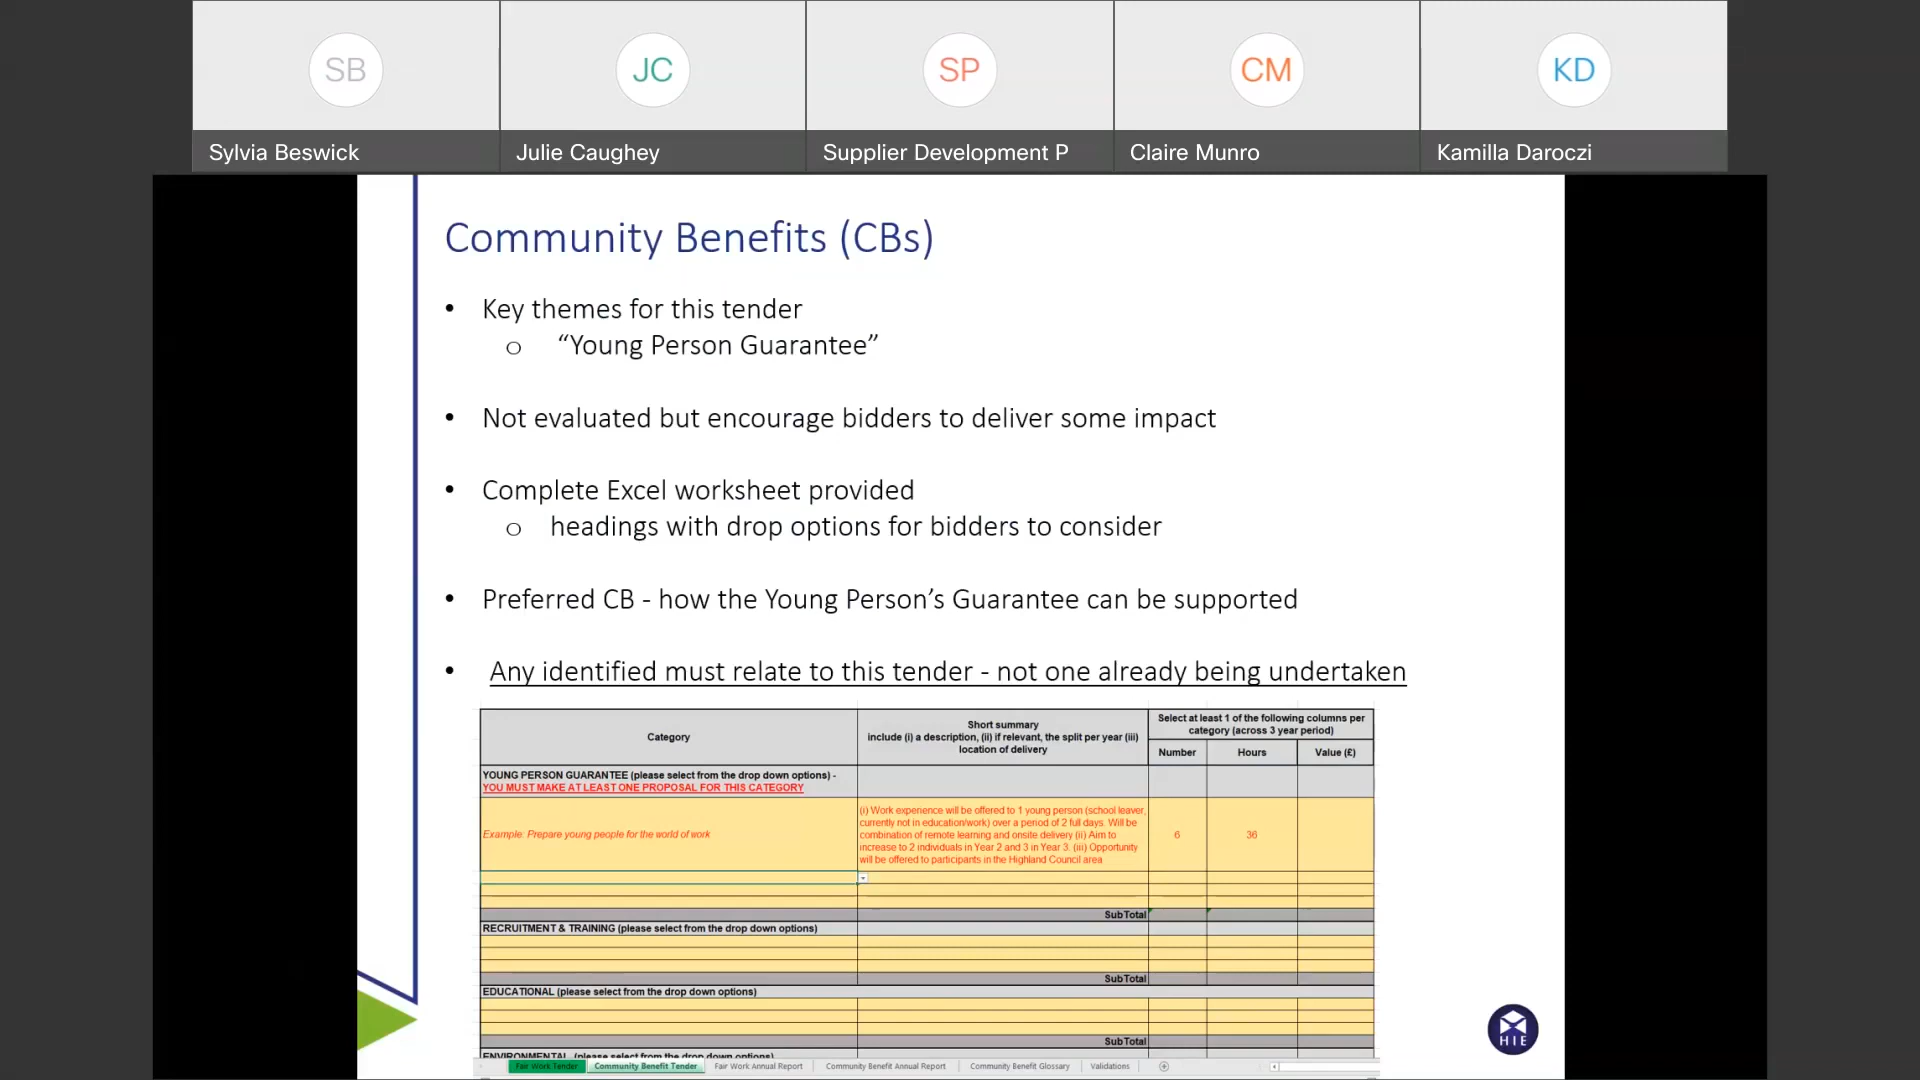 SB
JC
SP
CM
KD
Sylvia Beswick
Julie Caughey
Supplier Development P
Claire Munro
Kamilla Daroczi
Community Benefits (CBs)
• Key themes for this tender
o “Young Person Guarantee”
• Not evaluated but encourage bidders to deliver some impact
• Complete Excel worksheet provided
o headings with drop options for bidders to consider
• Preferred CB - how the Young Person’s Guarantee can be supported
• Any identified must relate to this tender - not one already being undertaken
Category
Short summary
include (i) a description, (ii) if relevant, the split per year (iii)
location of delivery
Select at least 1 of the following columns per
category (across 3 year period)
Number
Hours
Value (£)
YOUNG PERSON GUARANTEE (please select from the drop down options) -
YOU MUST MAKE AT LEAST ONE PROPOSAL FOR THIS CATEGORY
Example: Prepare young people for the world of work
(i) Work experience will be offered to 1 young person (school leaver,
currently not in education/work) over a period of 2 full days. Will be
combination of remote learning and onsite delivery (ii) Aim to
increase to 2 individuals in Year 2 and 3 in Year 3. (iii) Opportunity
will be offered to participants in the Highland Council area
6
36
SubTotal
RECRUITMENT & TRAINING (please select from the drop down options)
SubTotal
EDUCATIONAL (please select from the drop down options)
SubTotal
ENVIRONMENTAL (please select from the drop down options)
Fair Work Tender
Community Benefit Tender
Fair Work Annual Report
Community Benefit Annual Report
Community Benefit Glossary
Validations
HIE